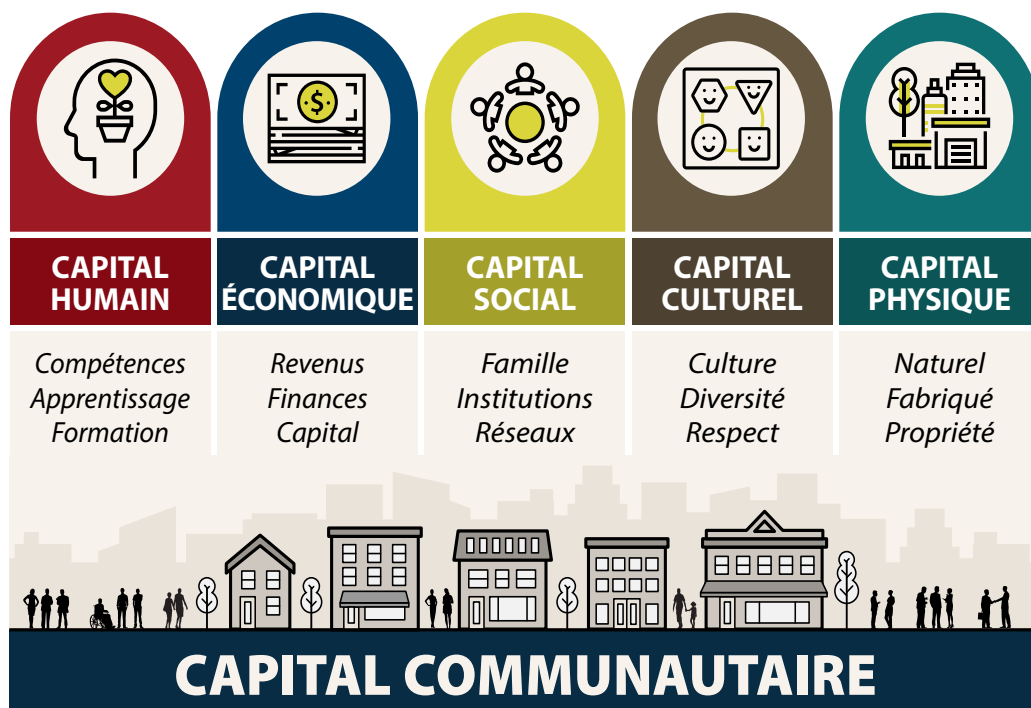 $
CAPITAL
HUMAIN
Compétences
Apprentissage
Formation
CAPITAL
ÉCONOMIQUE
Revenus
Finances
Capital
CAPITAL
SOCIAL
Famille
Institutions
Réseaux
CAPITAL
CULTUREL
Culture
Diversité
Respect
CAPITAL
PHYSIQUE
Naturel
Fabriqué
Propriété
CAPITAL COMMUNAUTAIRE